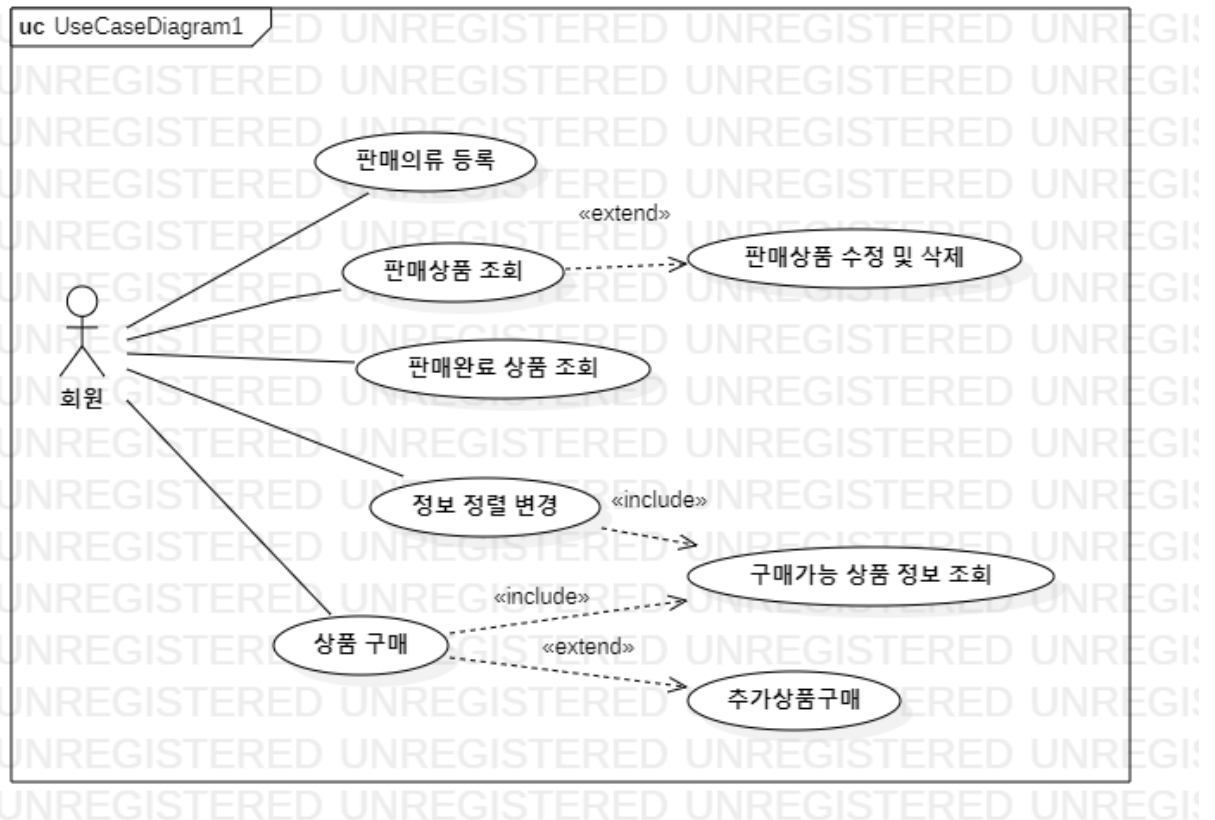 uc UseCaseDiagram1
판매의류 등록
«extend»
판매상품 조회
판매상품 수정 및 삭제
판매완료 상품 조회
회원
정보 정렬 변경
«include»
구매가능 상품 정보 조회
«include»
상품 구매
«extend»
추가상품구매
UNREGISTERED